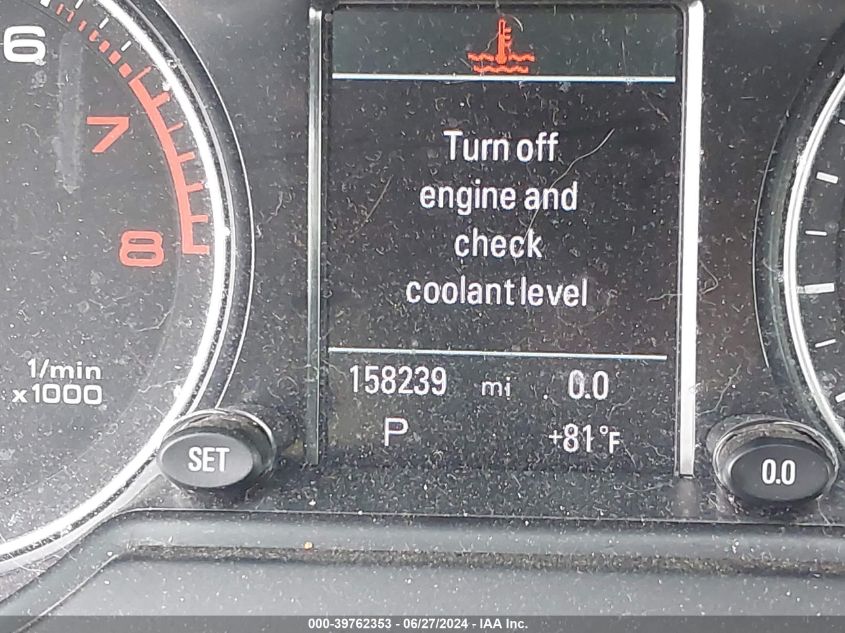 6
7
8
1/min
x1000
Turn off
engine and
check
coolant level
158239 mi 0.0
P +81°F
SET
0.0
000-39762353 - 06/27/2024 - IAA Inc.